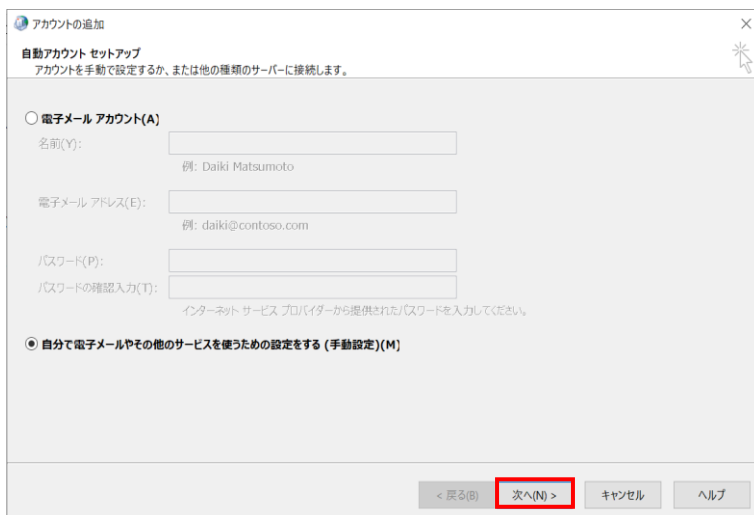 アカウントの追加
自動アカウント セットアップ
アカウントを手動で設定するか、または他の種類のサーバーに接続します。
電子メール アカウント(A)
名前(Y):
例: Daiki Matsumoto
電子メール アドレス(E):
例: daiki@contoso.com
パスワード(P):
パスワードの確認入力(T):
インターネット サービス プロバイダーから提供されたパスワードを入力してください。
自分で電子メールやその他のサービスを使うための設定をする (手動設定)(M)
< 戻る(B) 次へ(N) > キャンセル ヘルプ